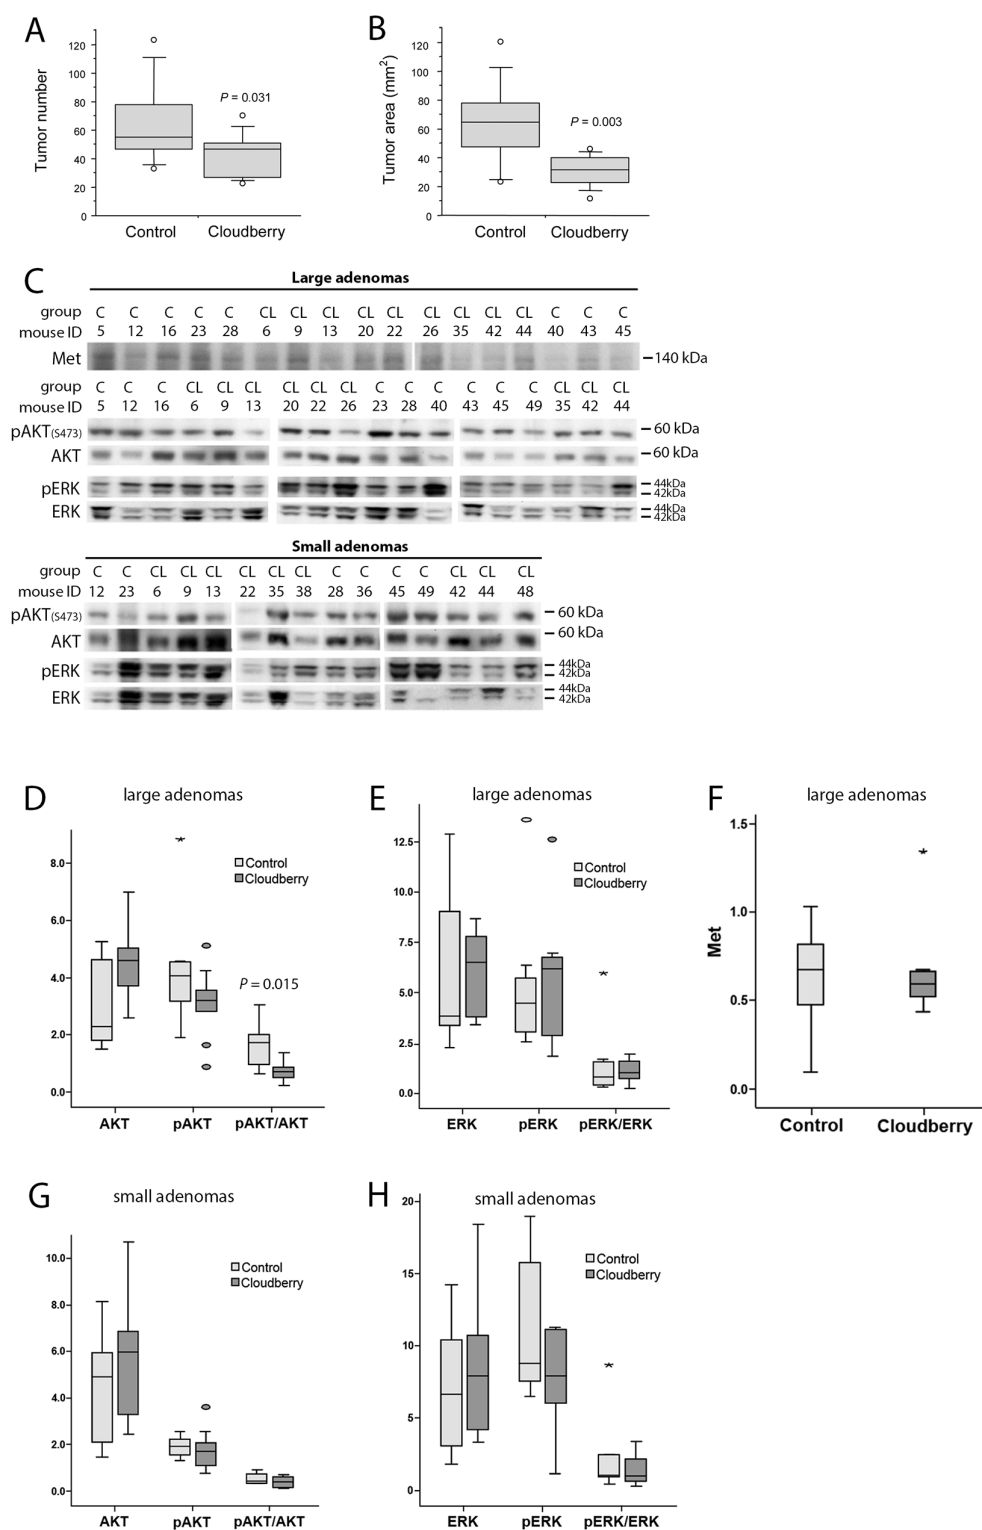 A
B
120
100
80
60
40
20
0
Tumor number
P = 0.031
Control Cloudberry
120
100
80
60
40
20
0
Tumor area (mm2)
P = 0.003
Control Cloudberry
C
Large adenomas
group C C C C C CL CL CL CL CL CL CL CL CL C C C
mouse ID 5 12 16 23 28 6 9 13 20 22 26 35 42 44 40 43 45
Met 140 kDa
group C C C CL CL CL CL CL CL C C C C C C CL CL CL
mouse ID 5 12 16 6 9 13 20 22 26 23 28 40 43 45 49 35 42 44
pAKT(S473) 60 kDa
AKT 60 kDa
pERK 44kDa
42kDa
ERK 44kDa
42kDa
Small adenomas
group C C CL CL CL CL CL CL C C C C CL CL CL
mouse ID 12 23 6 9 13 22 35 38 28 36 45 49 42 44 48
pAKT(S473) 60 kDa
AKT 60 kDa
pERK 44kDa
42kDa
ERK 44kDa
42kDa
D
large adenomas
8.0
6.0
4.0
2.0
0.0
Control
Cloudberry
P = 0.015
AKT pAKT pAKT/AKT
E
large adenomas
12.5
10.0
7.5
5.0
2.5
0.0
Control
Cloudberry
ERK pERK pERK/ERK
F
large adenomas
1.5
1.0
0.5
0.0
Met
Control Cloudberry
G
small adenomas
10.0
8.0
6.0
4.0
2.0
0.0
Control
Cloudberry
AKT pAKT pAKT/AKT
H
small adenomas
20
15
10
5
0
Control
Cloudberry
ERK pERK pERK/ERK